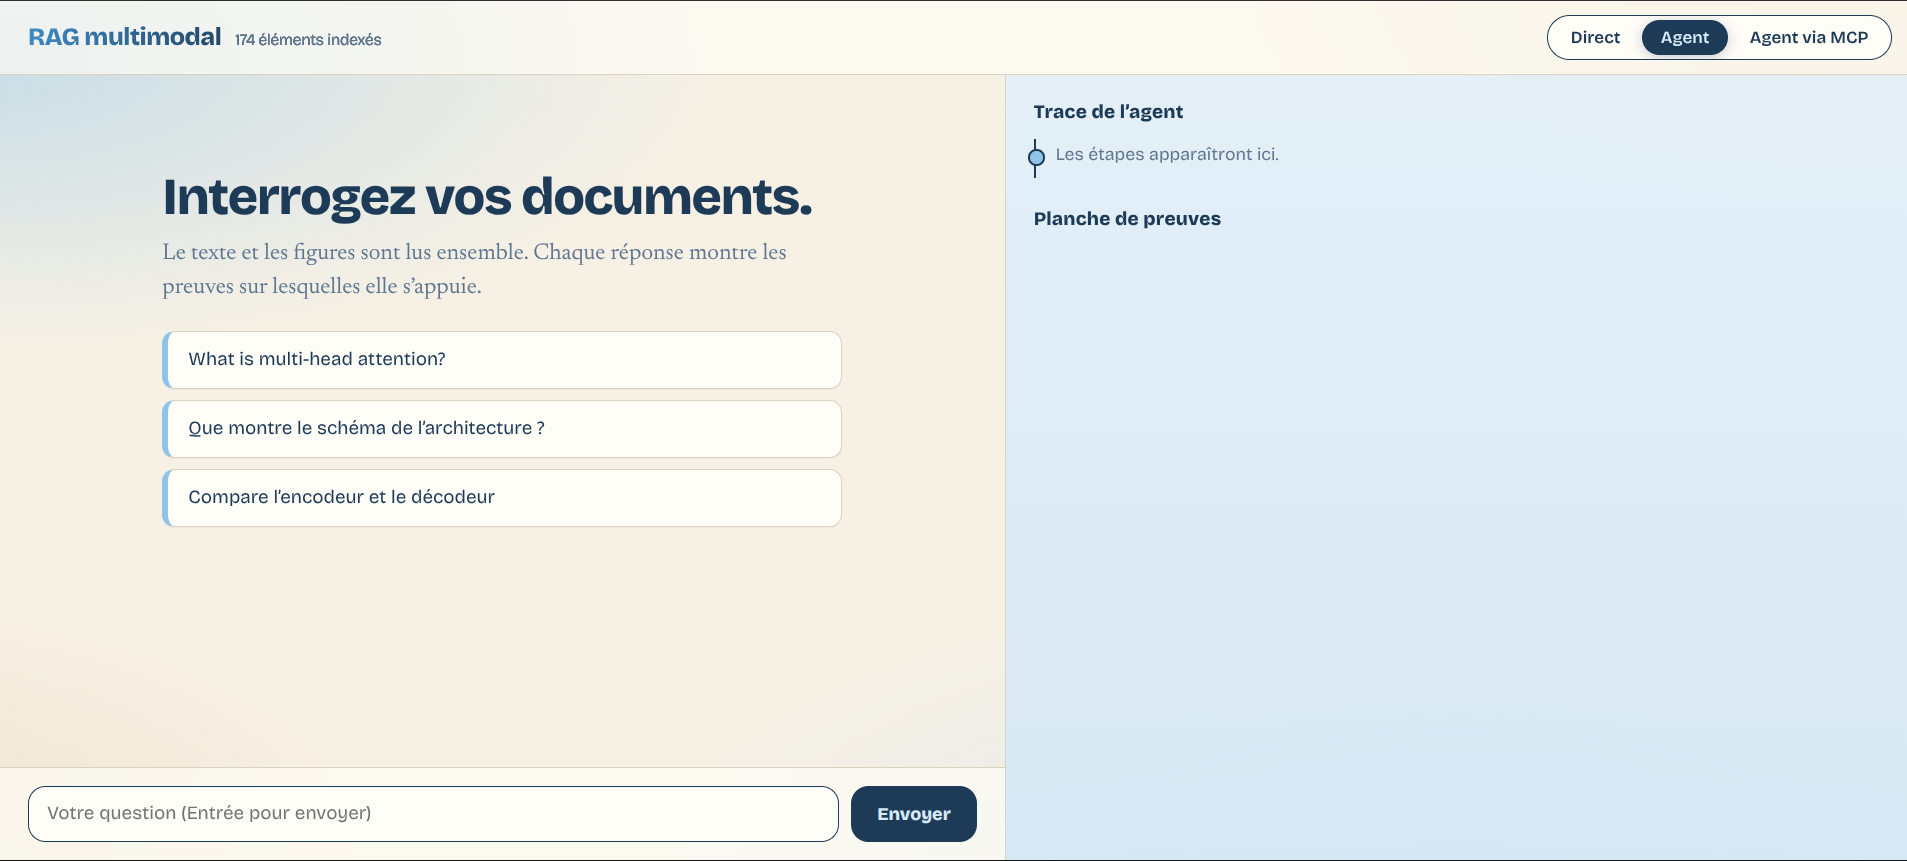 RAG multimodal 174 éléments indexés
Direct Agent Agent via MCP
Interrogez vos documents.
Le texte et les figures sont lus ensemble. Chaque réponse montre les
preuves sur lesquelles elle s’appuie.
What is multi-head attention?
Que montre le schéma de l’architecture ?
Compare l’encodeur et le décodeur
Votre question (Entrée pour envoyer)
Envoyer
Trace de l’agent
Les étapes apparaîtront ici.
Planche de preuves